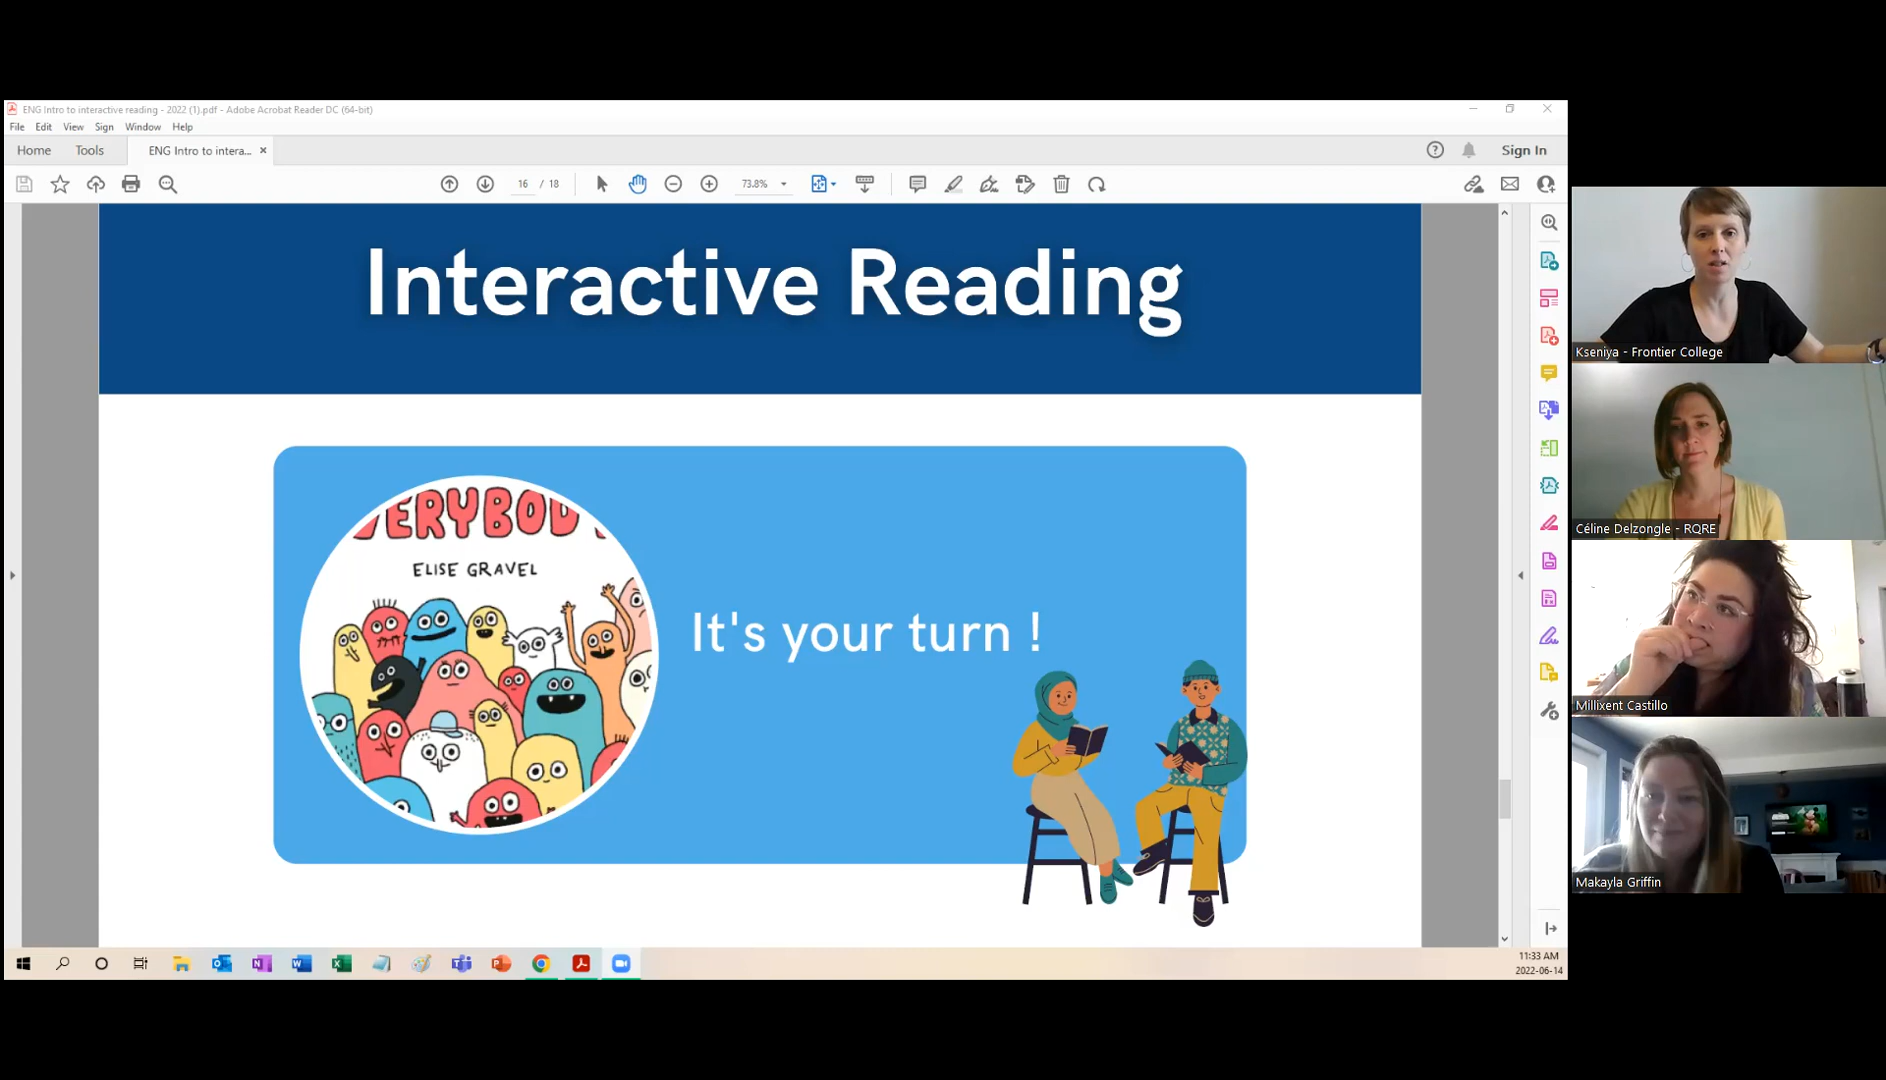 ENG Intro to interactive reading - 2022 (1).pdf - Adobe Acrobat Reader DC (64-bit)
File Edit View Sign Window Help
Home Tools ENG Intro to intera... × Sign In
16 / 18 73.8%
Interactive Reading
VERYBOD
ELISE GRAVEL
It's your turn !
Kseniya - Frontier College
Céline Delzongle - RQRE
Millixent Castillo
Makayla Griffin
11:33 AM
2022-06-14